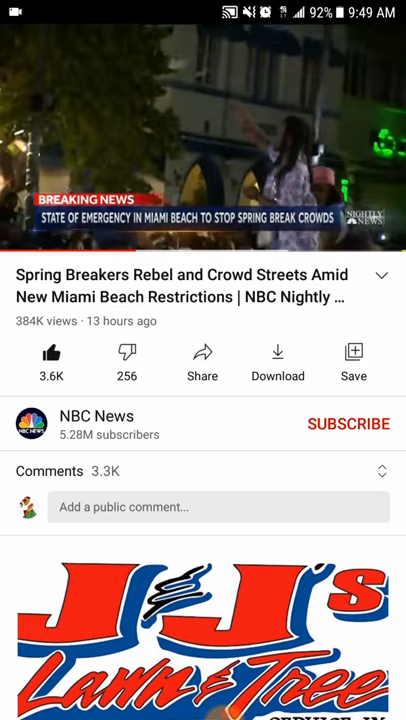 92% 9:49 AM
BREAKING NEWS
STATE OF EMERGENCY IN MIAMI BEACH TO STOP SPRING BREAK CROWDS
NIGHTLY
NEWS
Spring Breakers Rebel and Crowd Streets Amid
New Miami Beach Restrictions | NBC Nightly ...
384K views · 13 hours ago
3.6K
256
Share
Download
Save
NBC News
5.28M subscribers
SUBSCRIBE
Comments 3.3K
Add a public comment...
J&J's
Lawn & Tree